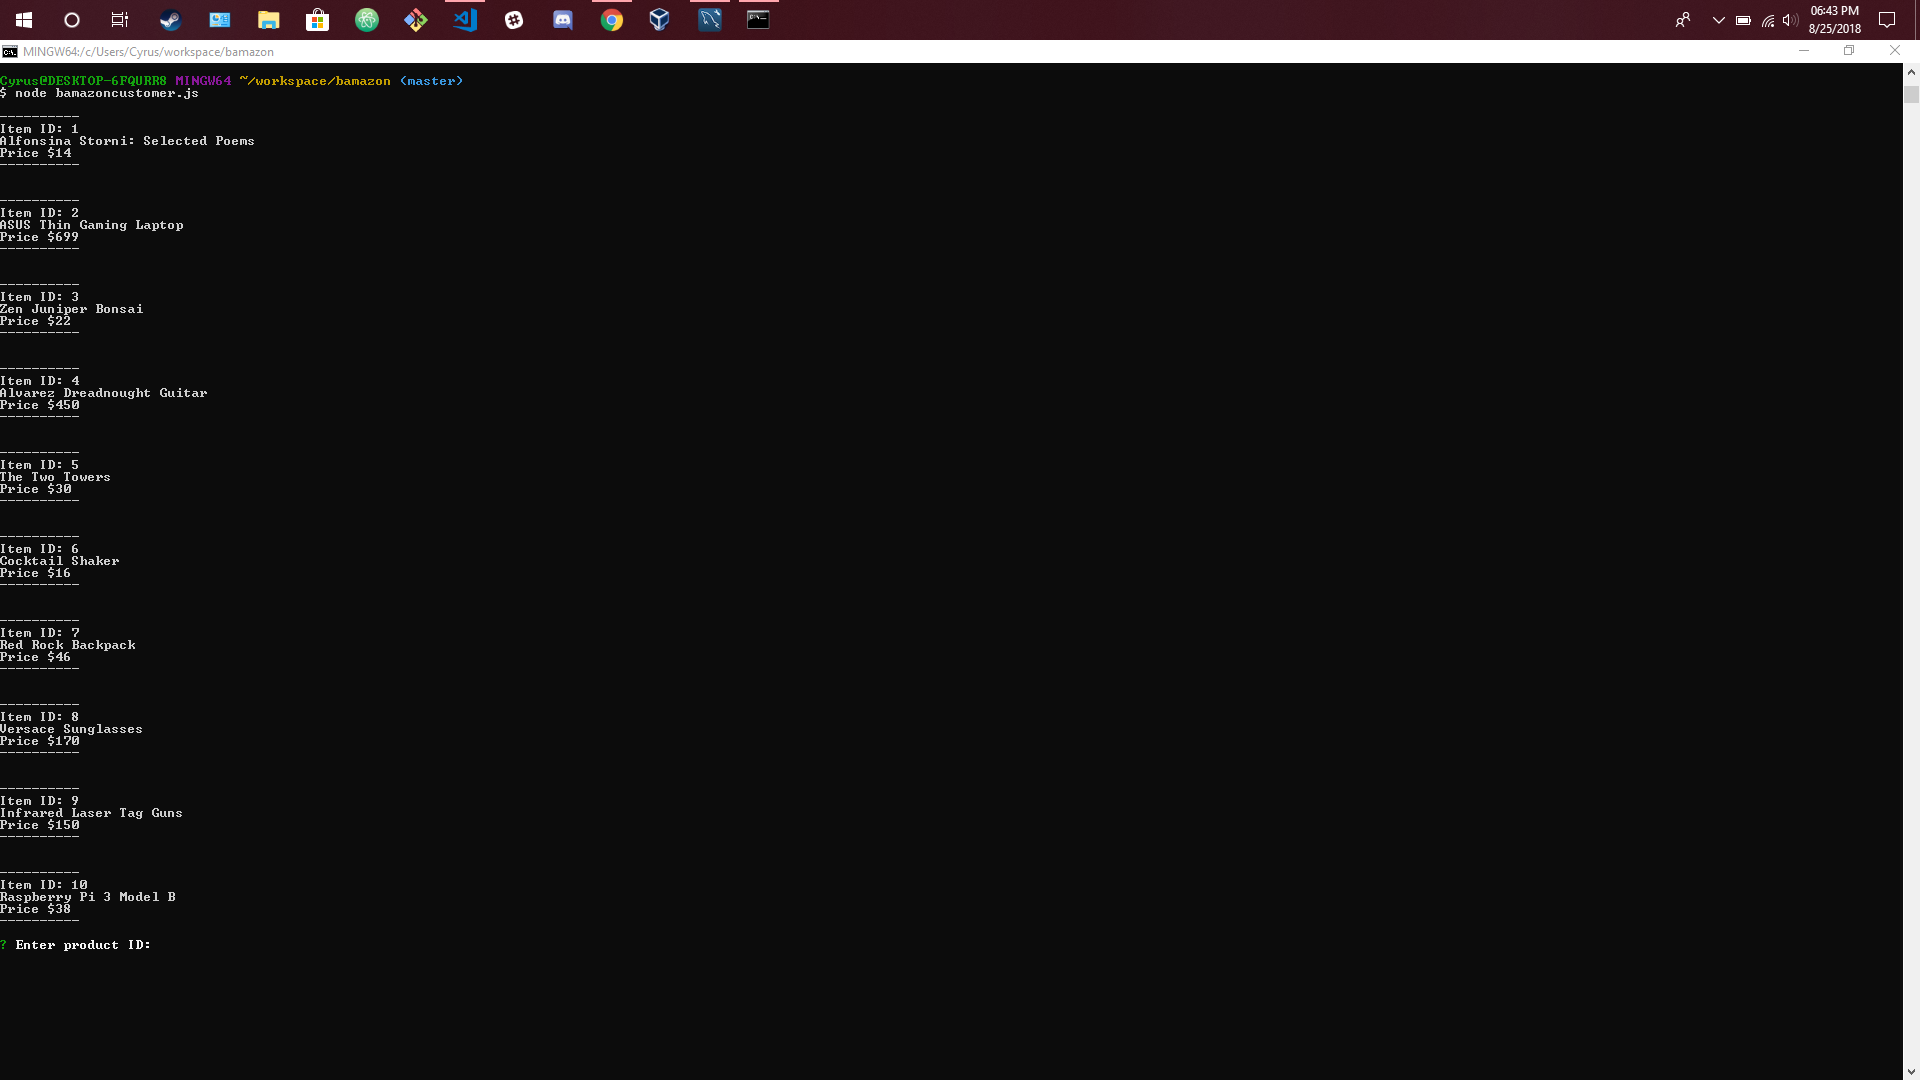 06:43 PM
8/25/2018
MINGW64:/c/Users/Cyrus/workspace/bamazon
Cyrus@DESKTOP-6FQURR8 MINGW64 ~/workspace/bamazon (master)
$ node bamazoncustomer.js
----------
Item ID: 1
Alfonsina Storni: Selected Poems
Price $14
----------
----------
Item ID: 2
ASUS Thin Gaming Laptop
Price $699
----------
----------
Item ID: 3
Zen Juniper Bonsai
Price $22
----------
----------
Item ID: 4
Alvarez Dreadnought Guitar
Price $450
----------
----------
Item ID: 5
The Two Towers
Price $30
----------
----------
Item ID: 6
Cocktail Shaker
Price $16
----------
----------
Item ID: 7
Red Rock Backpack
Price $46
----------
----------
Item ID: 8
Versace Sunglasses
Price $170
----------
----------
Item ID: 9
Infrared Laser Tag Guns
Price $150
----------
----------
Item ID: 10
Raspberry Pi 3 Model B
Price $38
----------
? Enter product ID: